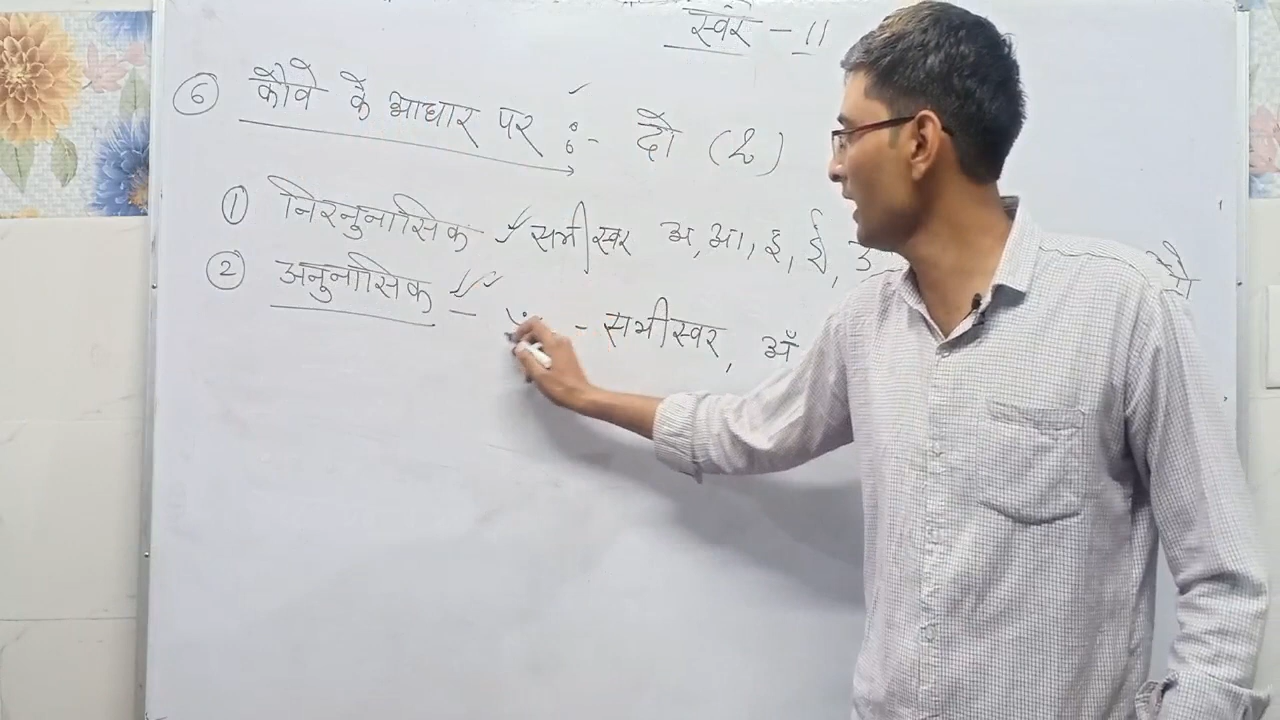 स्वर - 11
⑥ कौवे के आधार पर :- दो (2)
① निरनुनासिक ✓ सभी स्वर अ, आ, इ, ई, उ
② अनुनासिक - ँ - सभी स्वर, अँ